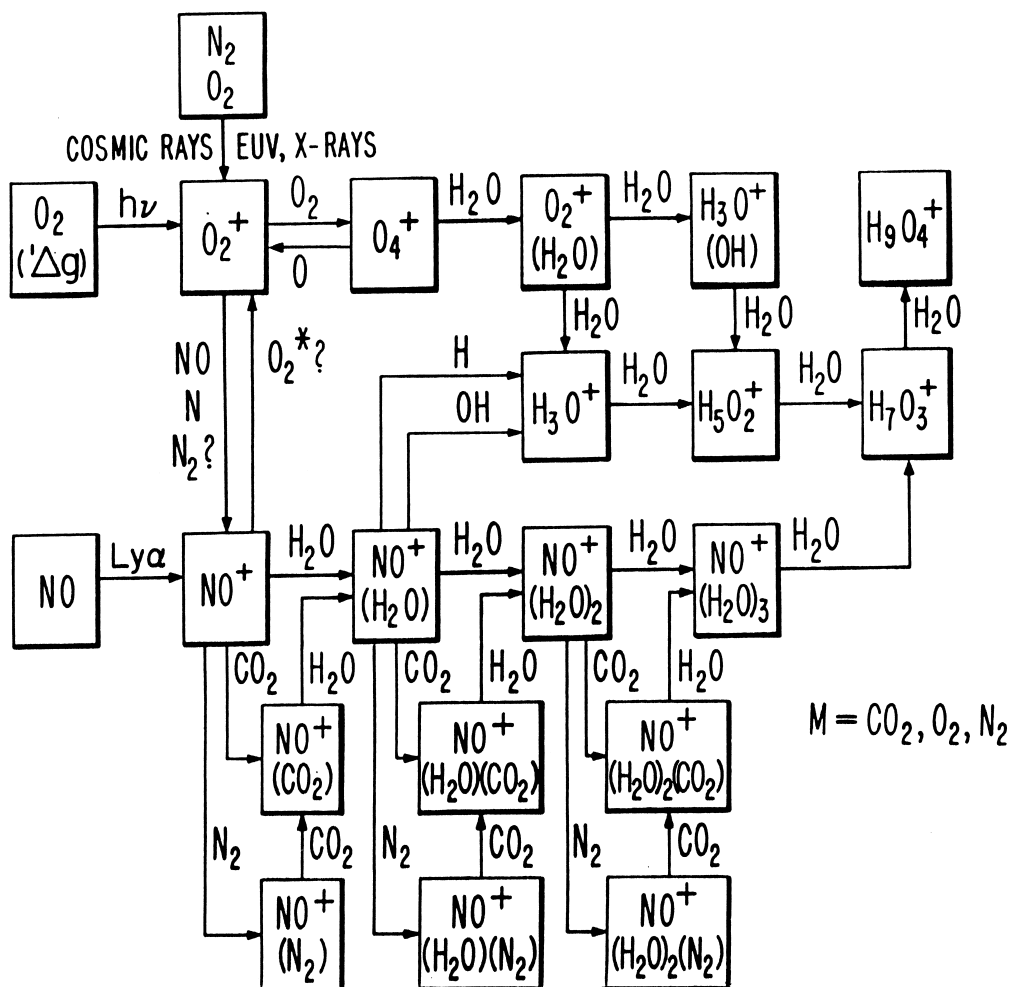 N₂
O₂
COSMIC RAYS EUV, X-RAYS
O₂
('Δg)
hν
O₂⁺
O₂
O
O₄⁺
H₂O
O₂⁺
(H₂O)
H₂O
H₃O⁺
(OH)
H₉O₄⁺
H₂O
H₂O
H₂O
NO
N
N₂?
O₂*?
H
OH
H₃O⁺
H₂O
H₅O₂⁺
H₂O
H₇O₃⁺
NO
Lyα
NO⁺
H₂O
NO⁺
(H₂O)
H₂O
NO⁺
(H₂O)₂
H₂O
NO⁺
(H₂O)₃
H₂O
CO₂
H₂O
CO₂
H₂O
CO₂
H₂O
NO⁺
(CO₂)
NO⁺
(H₂O)(CO₂)
NO⁺
(H₂O)₂(CO₂)
M = CO₂, O₂, N₂
N₂
CO₂
N₂
CO₂
N₂
CO₂
NO⁺
(N₂)
NO⁺
(H₂O)(N₂)
NO⁺
(H₂O)₂(N₂)